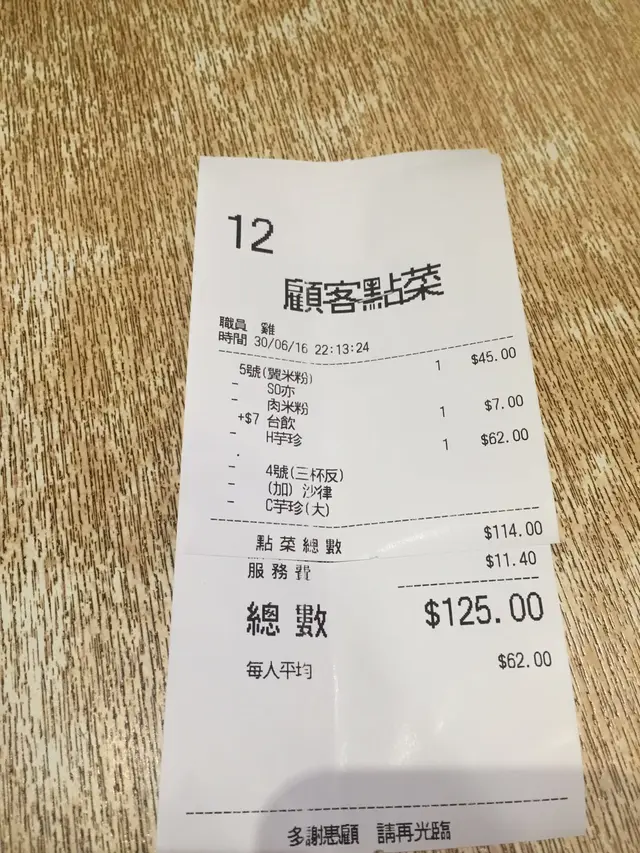 12
顧客點菜
職員 雞
時間 30/06/16 22:13:24
5號(翼米粉) 1 $45.00
- SO亦
- 肉米粉
+$7 台飲 1 $7.00
- H芋珍
. 1 $62.00
- 4號(三杯反)
- (加) 沙律
- C芋珍(大)
點菜總數 $114.00
服務費 $11.40
總數 $125.00
每人平均 $62.00
多謝惠顧 請再光臨